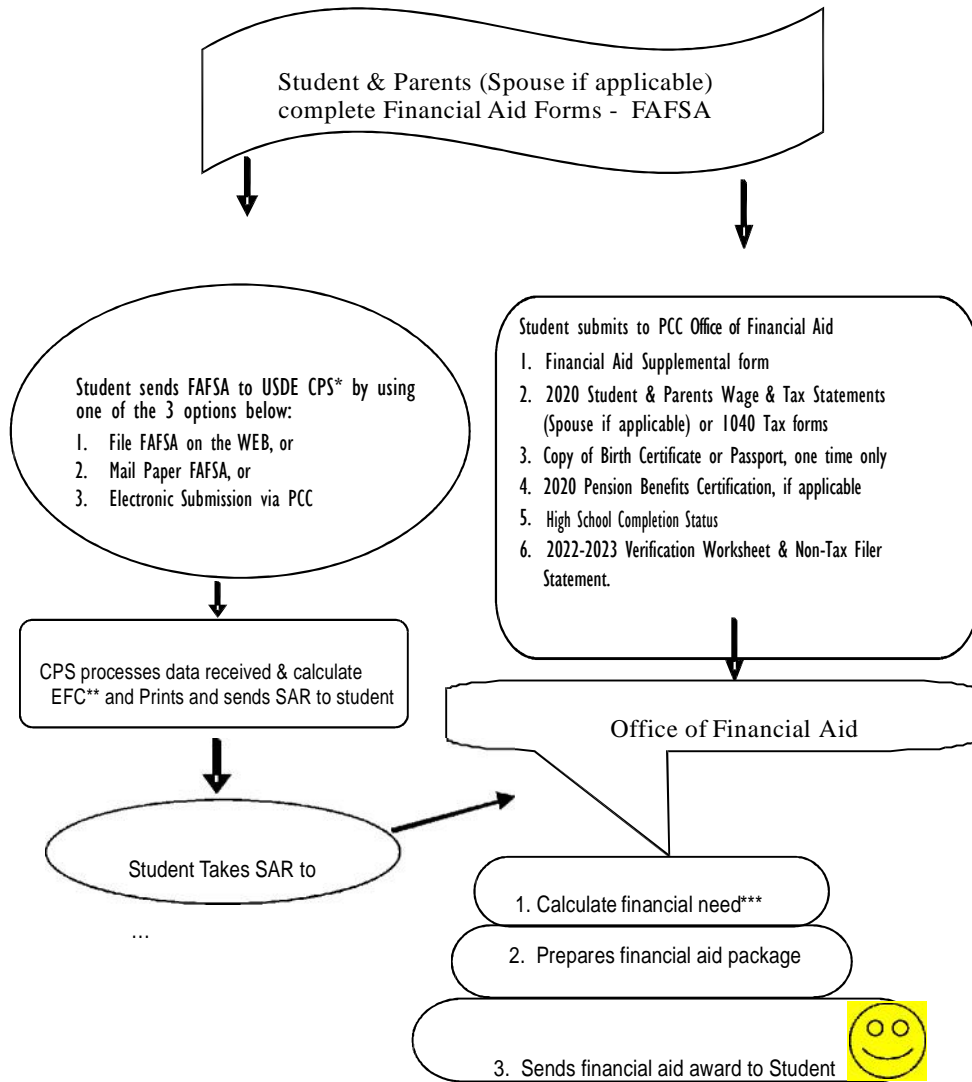 Student & Parents (Spouse if applicable)
complete Financial Aid Forms - FAFSA
Student sends FAFSA to USDE CPS* by using
one of the 3 options below:
1. File FAFSA on the WEB, or
2. Mail Paper FAFSA, or
3. Electronic Submission via PCC
Student submits to PCC Office of Financial Aid
1. Financial Aid Supplemental form
2. 2020 Student & Parents Wage & Tax Statements
(Spouse if applicable) or 1040 Tax forms
3. Copy of Birth Certificate or Passport, one time only
4. 2020 Pension Benefits Certification, if applicable
5. High School Completion Status
6. 2022-2023 Verification Worksheet & Non-Tax Filer
Statement.
CPS processes data received & calculate
EFC** and Prints and sends SAR to student
Office of Financial Aid
Student Takes SAR to
...
1. Calculate financial need***
2. Prepares financial aid package
3. Sends financial aid award to Student